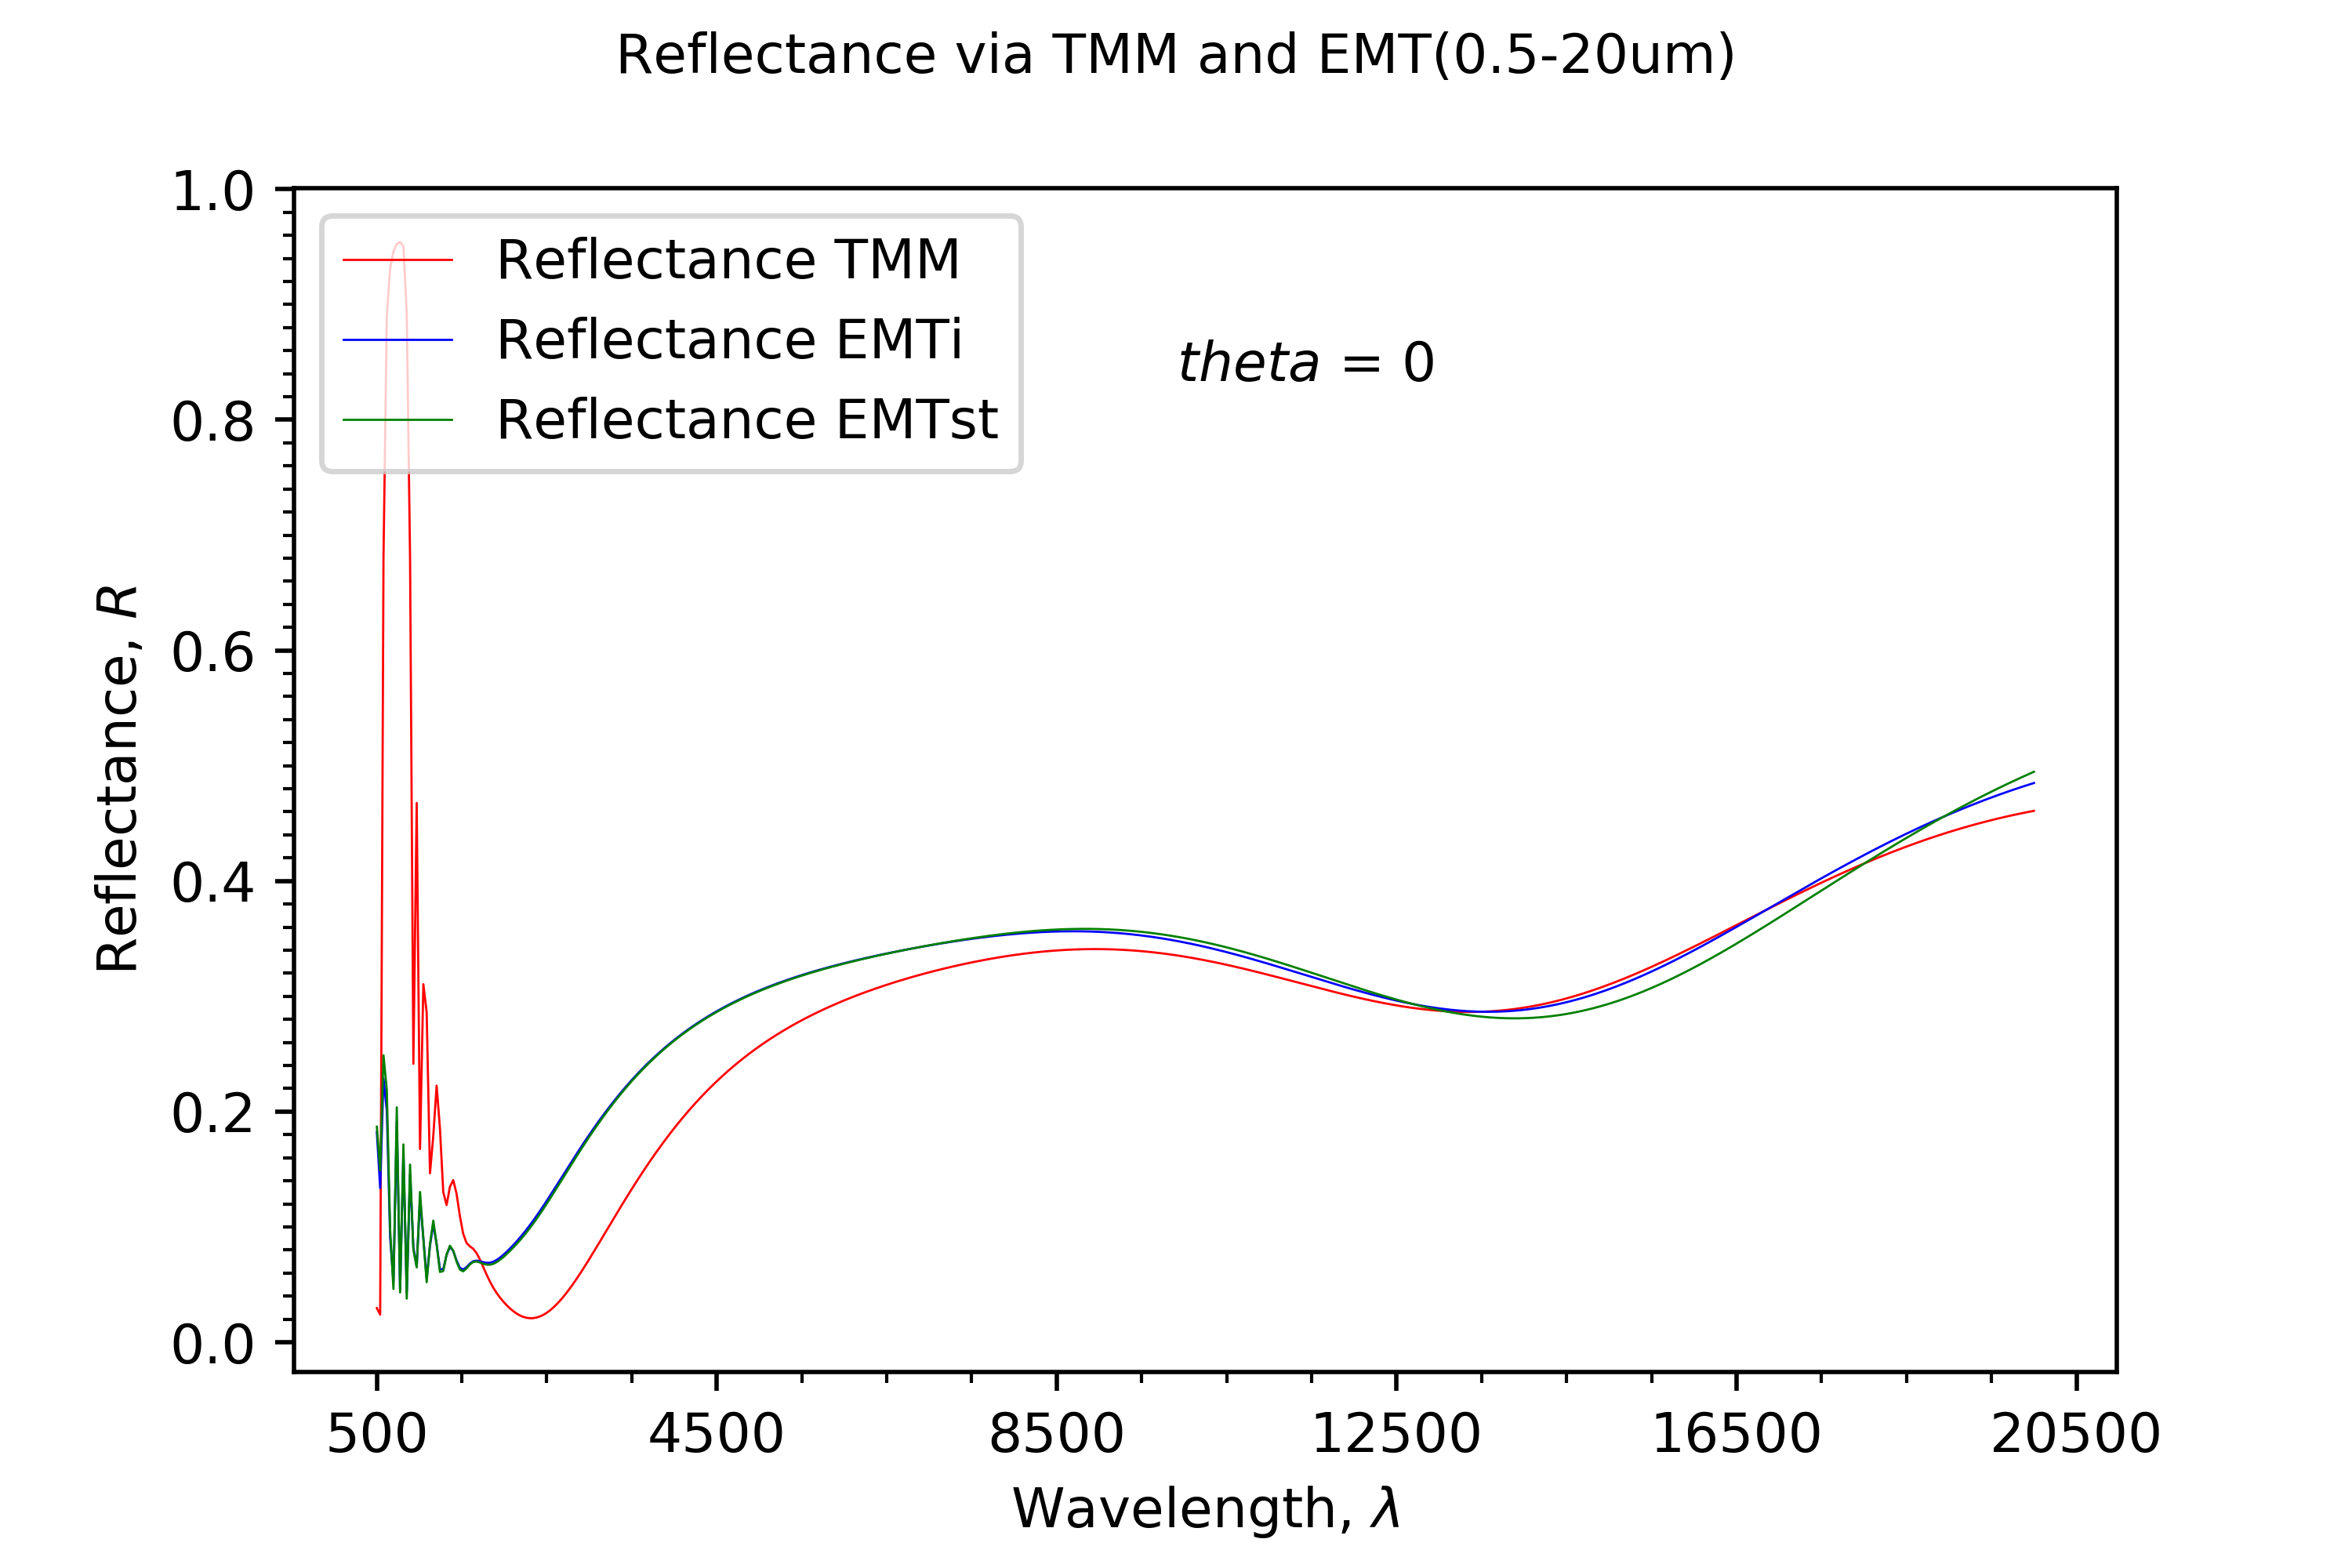 Reflectance via TMM and EMT(0.5-20um)
1.0
0.8
0.6
0.4
0.2
0.0
Reflectance, R
Reflectance TMM
Reflectance EMTi
Reflectance EMTst
theta = 0
500 4500 8500 12500 16500 20500
Wavelength, λ